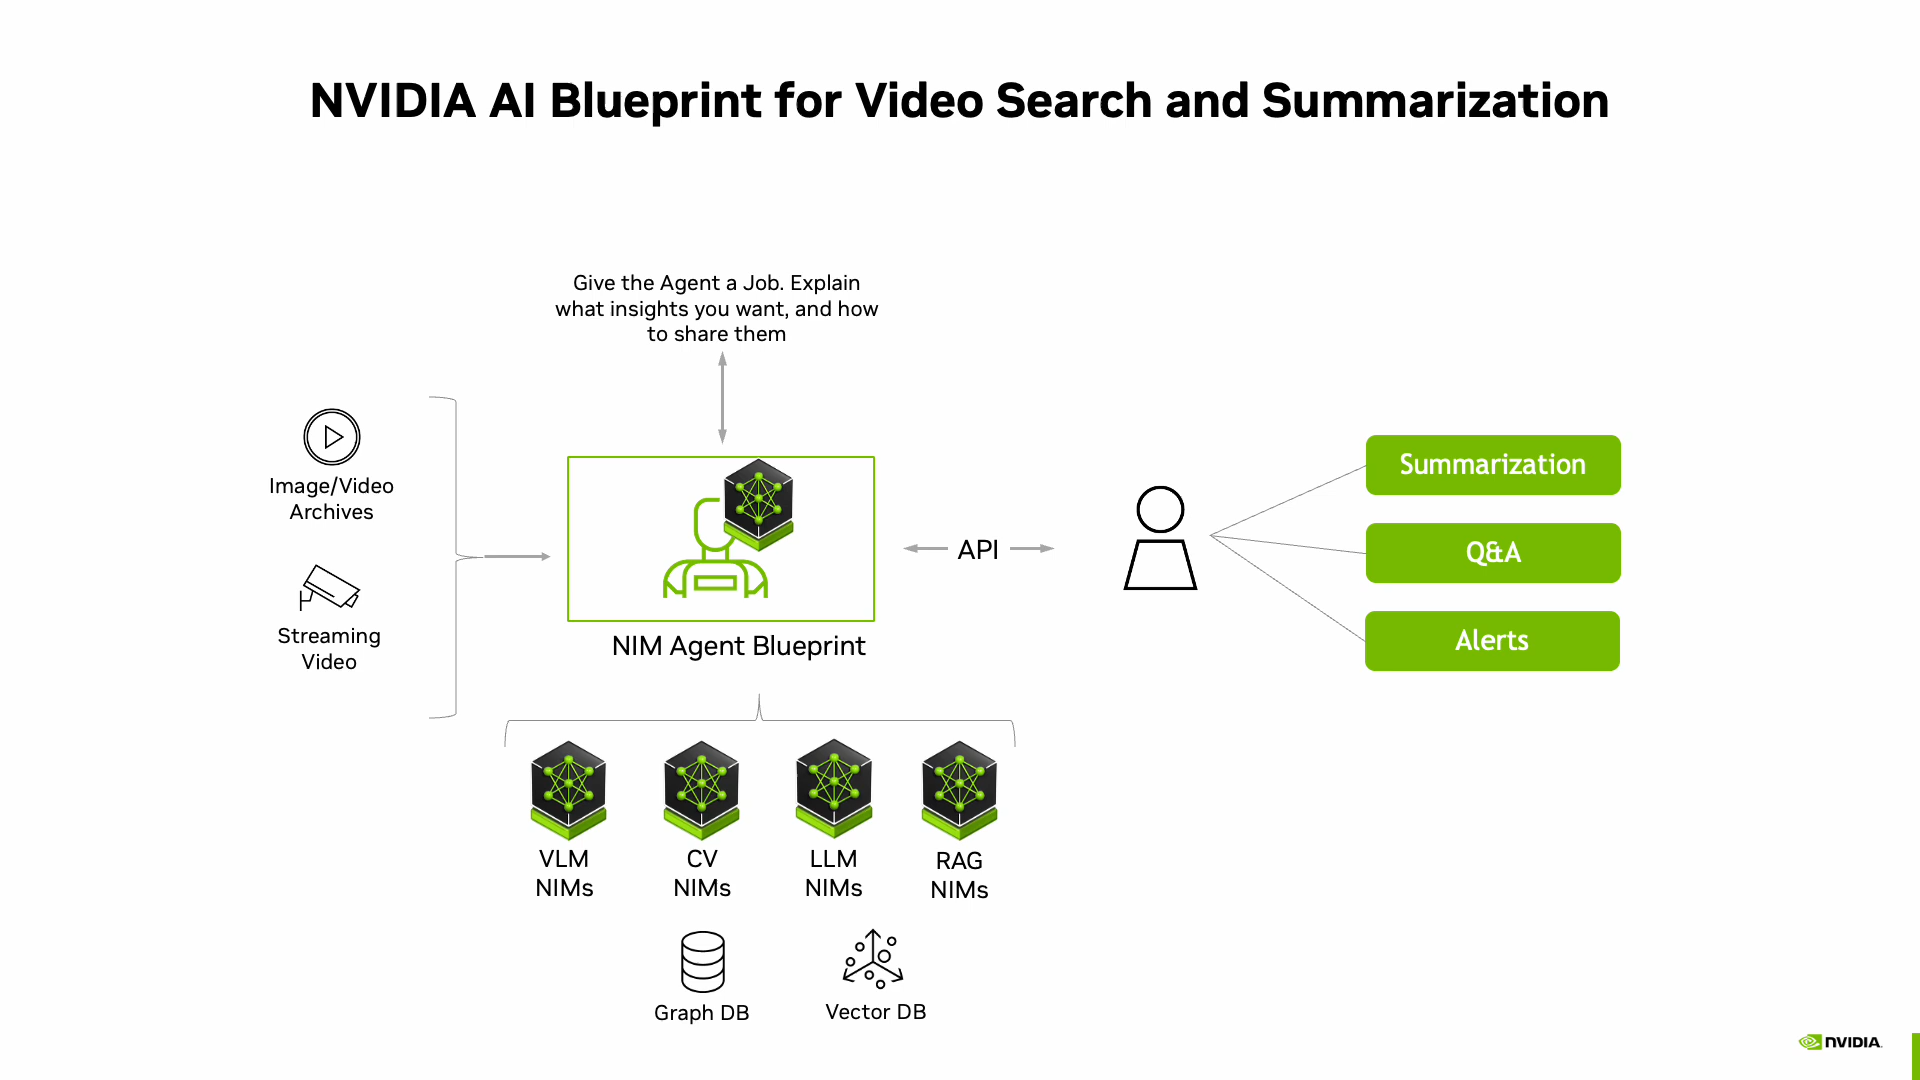 NVIDIA AI Blueprint for Video Search and Summarization
Give the Agent a Job. Explain
what insights you want, and how
to share them
Image/Video
Archives
Streaming
Video
NIM Agent Blueprint
API
Summarization
Q&A
Alerts
VLM
NIMs
CV
NIMs
LLM
NIMs
RAG
NIMs
Graph DB
Vector DB
NVIDIA.